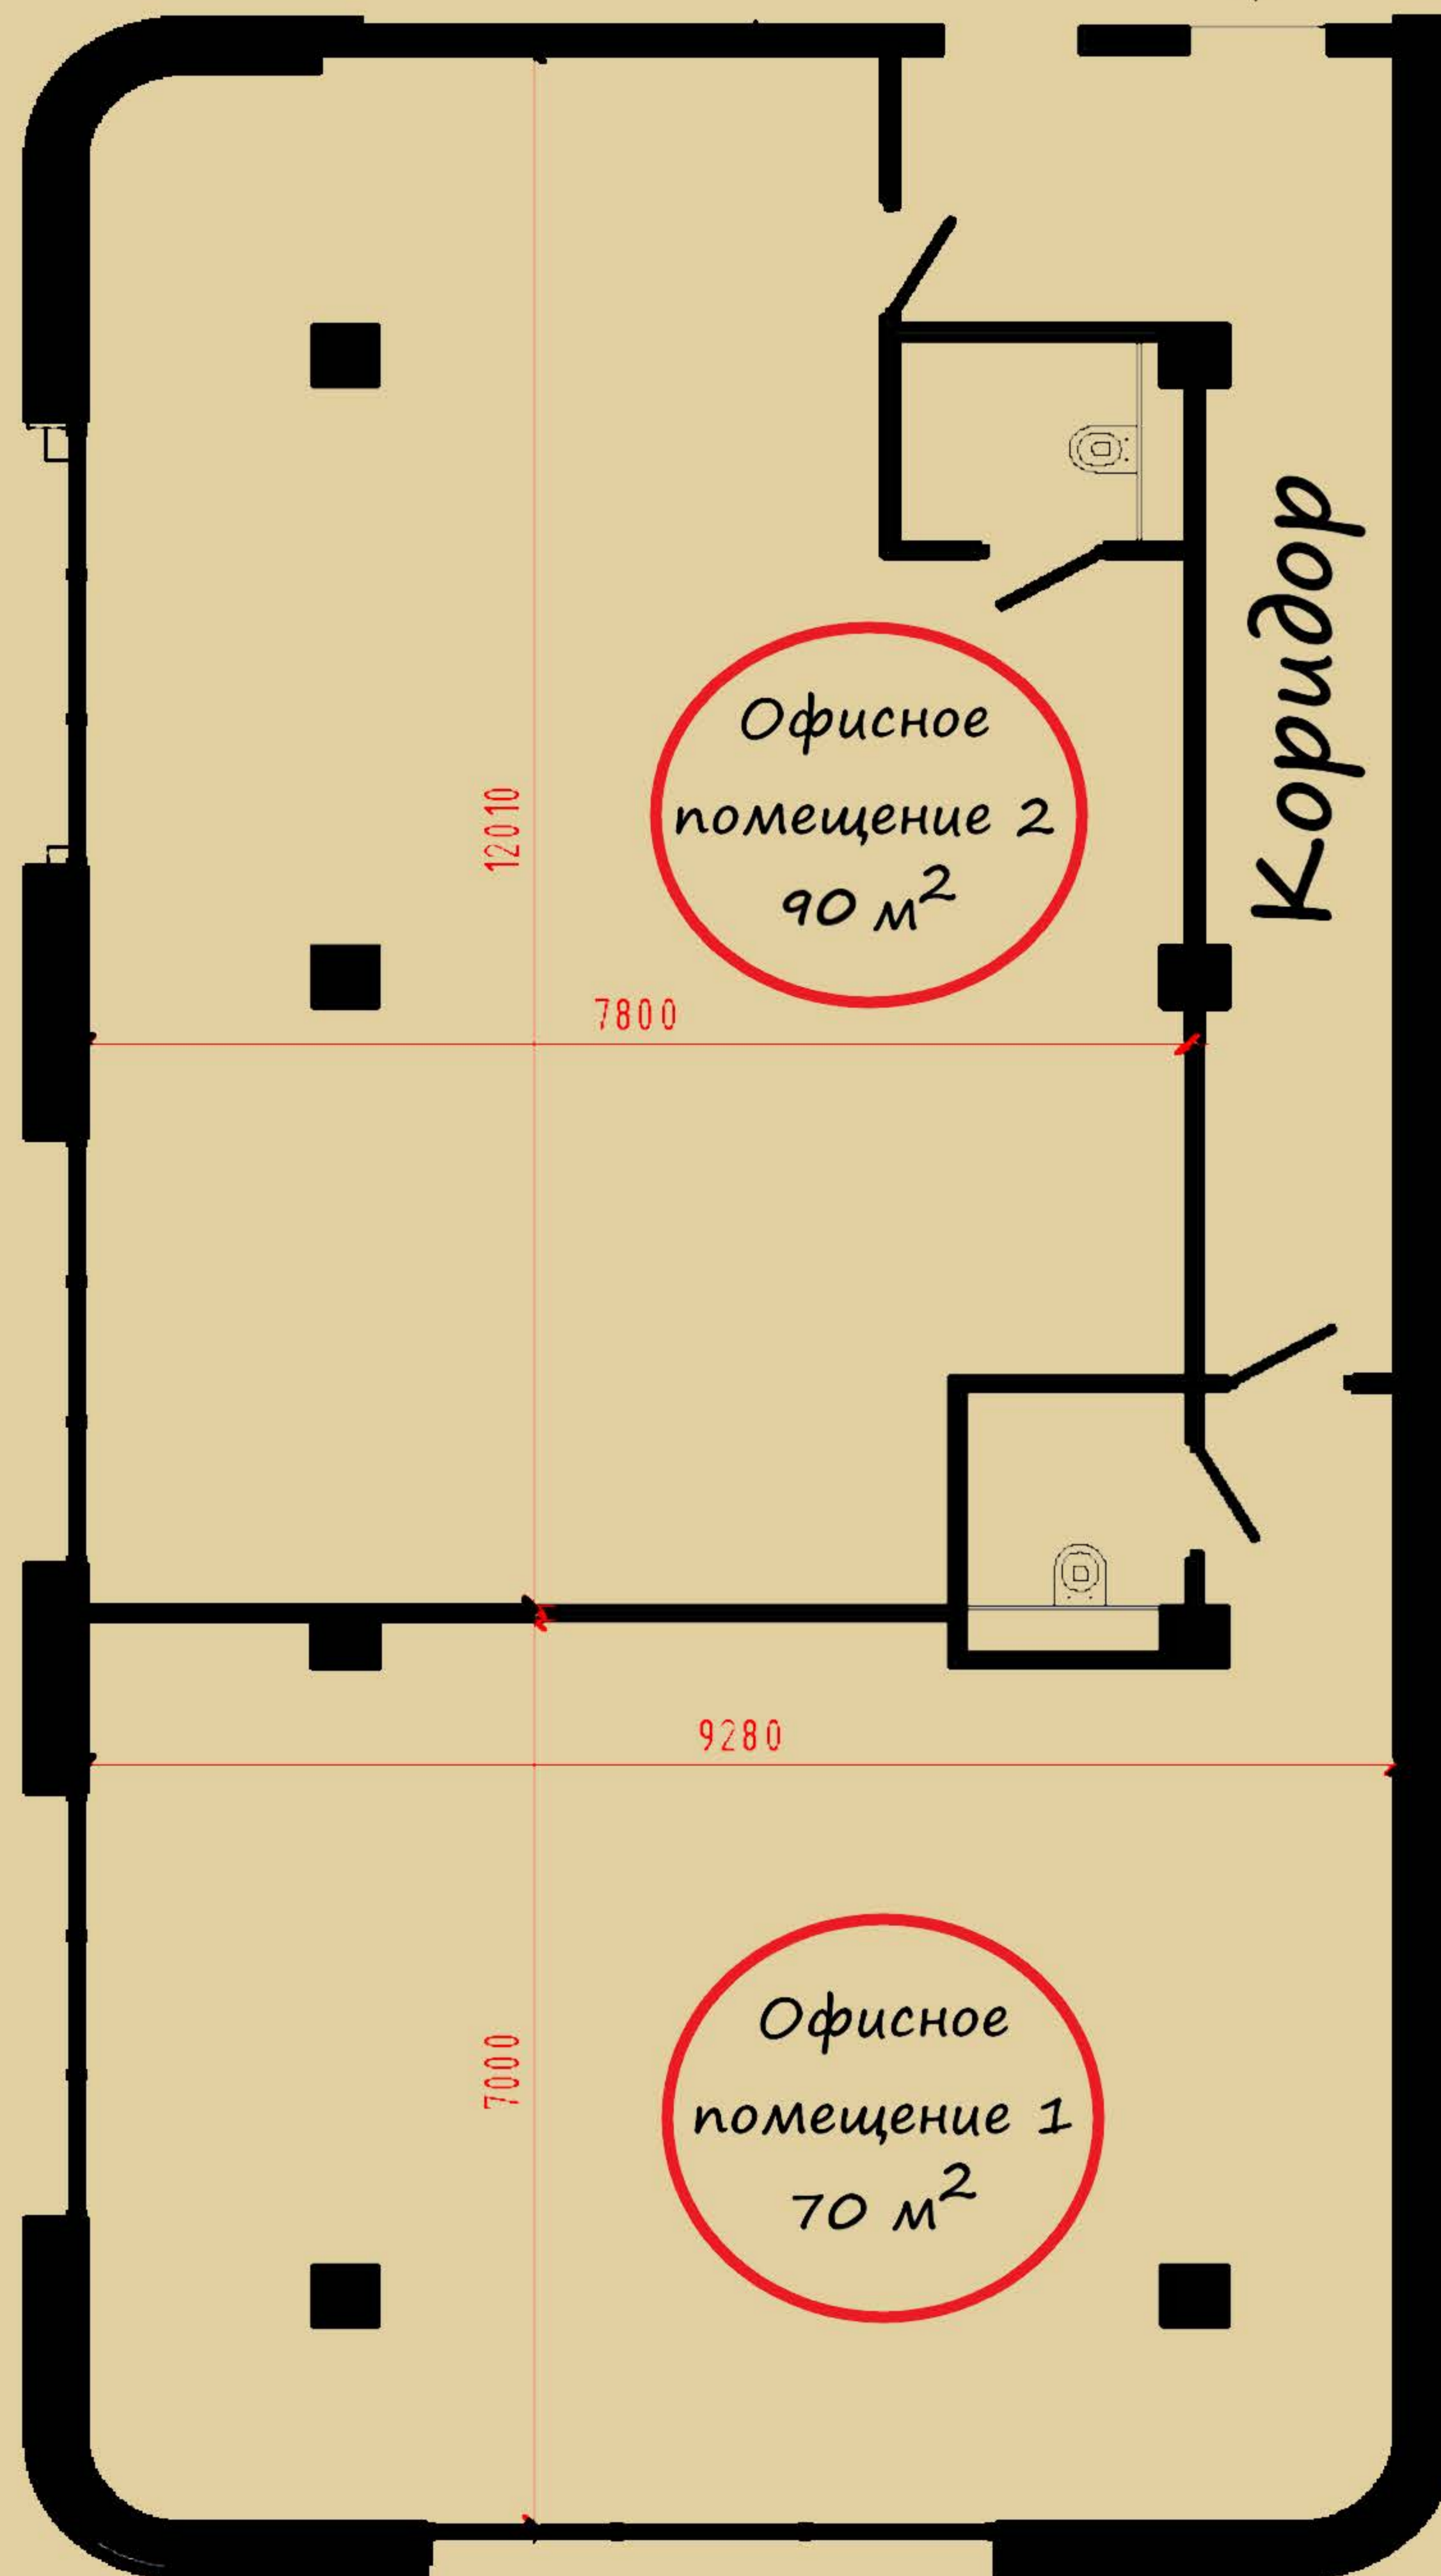 Коридор
Офисное
помещение 2
90 м²
12010
7800
9280
7000
Офисное
помещение 1
70 м²